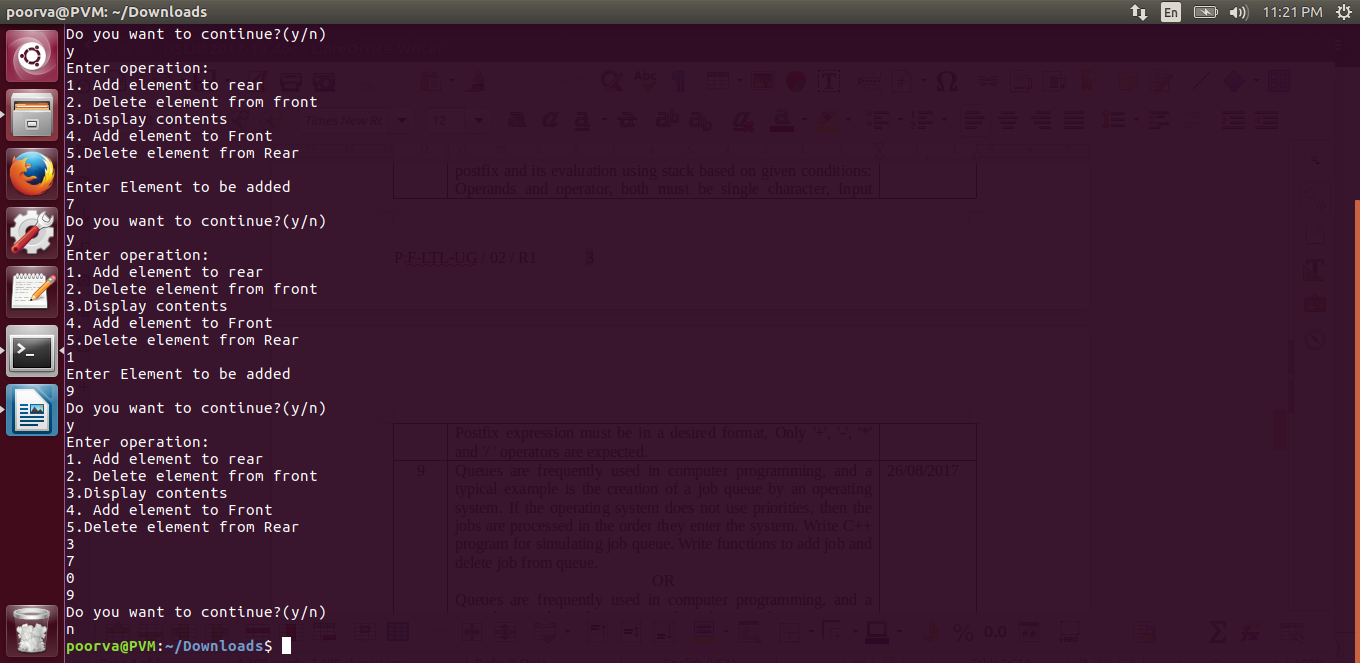 poorva@PVM: ~/Downloads
En
11:21 PM
Do you want to continue?(y/n)
y
Enter operation:
1. Add element to rear
2. Delete element from front
3.Display contents
4. Add element to Front
5.Delete element from Rear
4
Enter Element to be added
7
Do you want to continue?(y/n)
y
Enter operation:
1. Add element to rear
2. Delete element from front
3.Display contents
4. Add element to Front
5.Delete element from Rear
1
Enter Element to be added
9
Do you want to continue?(y/n)
y
Enter operation:
1. Add element to rear
2. Delete element from front
3.Display contents
4. Add element to Front
5.Delete element from Rear
3
7
0
9
Do you want to continue?(y/n)
n
poorva@PVM:~/Downloads$
Times New Ro
12
postfix and its evaluation using stack based on given conditions:
Operands and operator, both must be single character, Input
P:F-LTL-UG / 02 / R1 3
Postfix expression must be in a desired format, Only '+', '-', '*'
and '/ ' operators are expected.
9 Queues are frequently used in computer programming, and a 26/08/2017
typical example is the creation of a job queue by an operating
system. If the operating system does not use priorities, then the
jobs are processed in the order they enter the system. Write C++
program for simulating job queue. Write functions to add job and
delete job from queue.
OR
Queues are frequently used in computer programming, and a